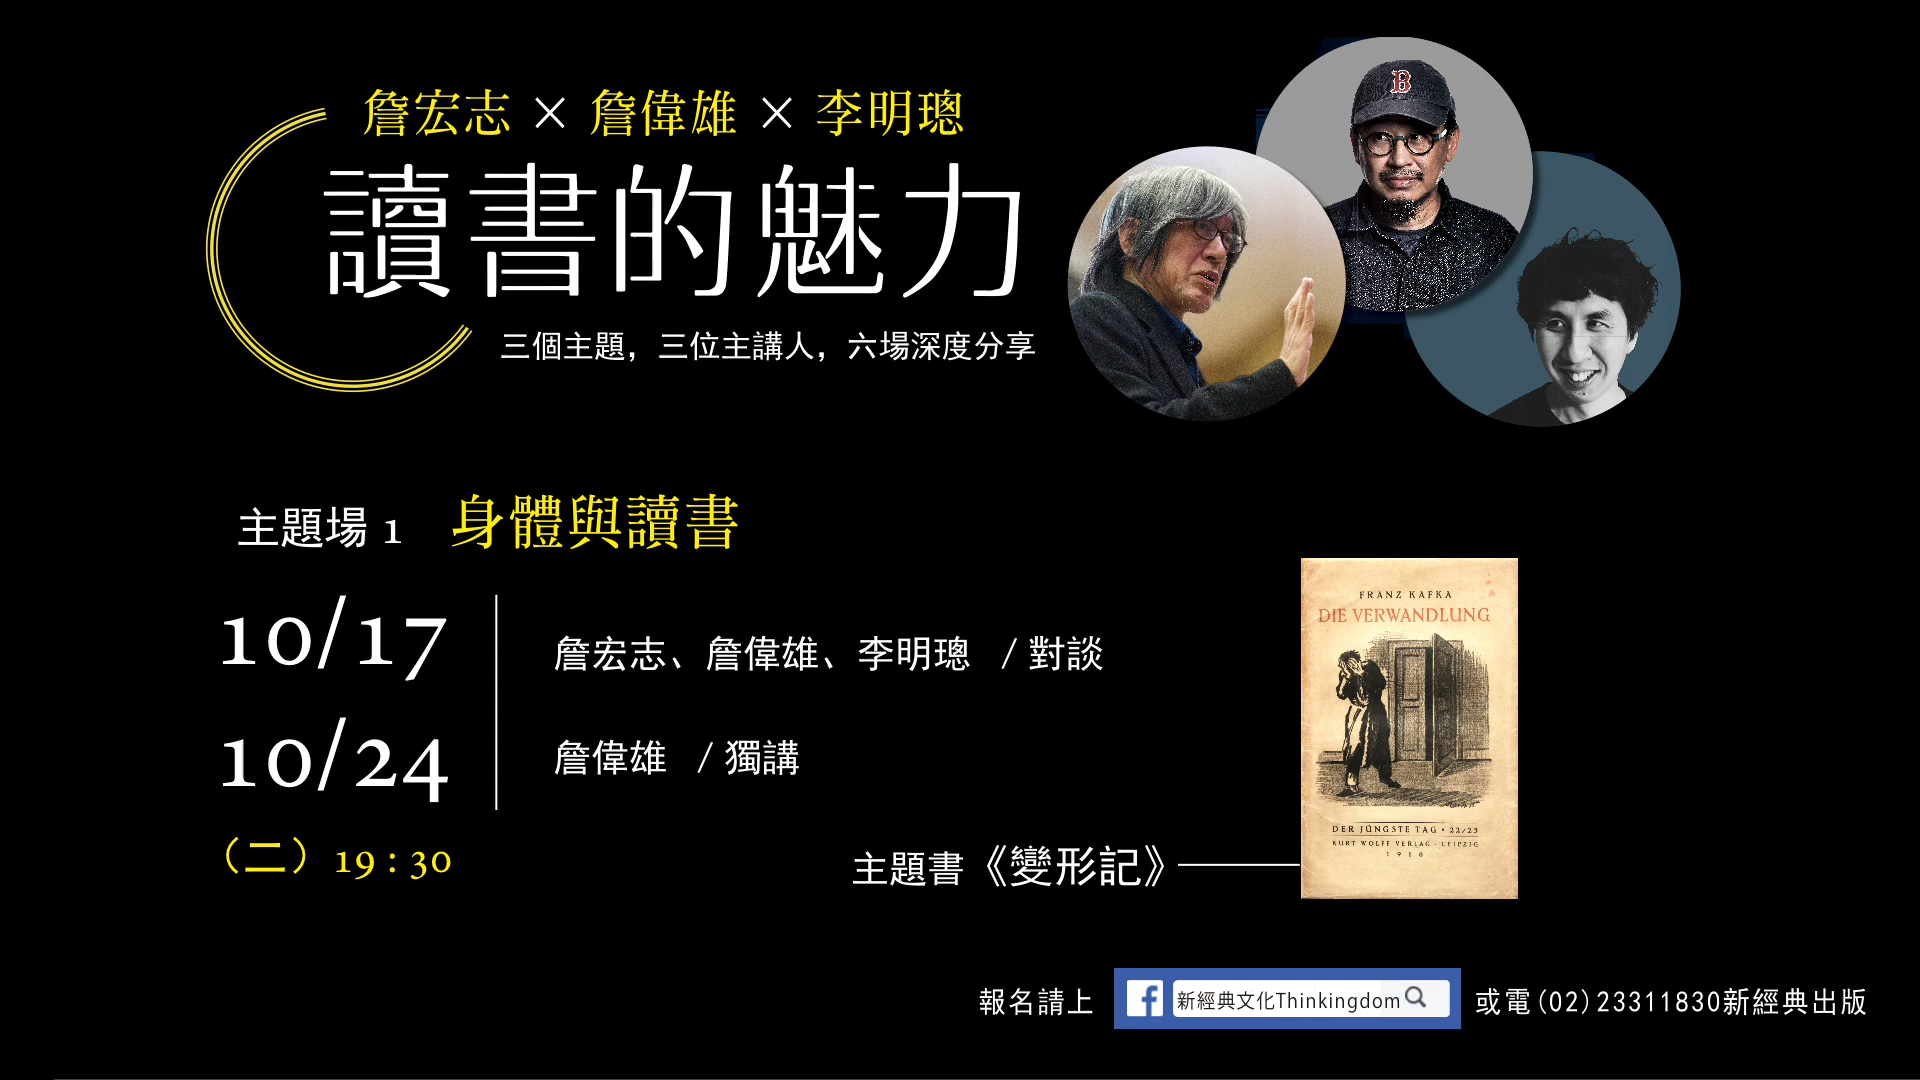 詹宏志 × 詹偉雄 × 李明璁
讀書的魅力
三個主題，三位主講人，六場深度分享
B
主題場 1 身體與讀書
10/17 詹宏志、詹偉雄、李明璁 / 對談
10/24 詹偉雄 / 獨講
（二）19 : 30
主題書《變形記》
FRANZ KAFKA
DIE VERWANDLUNG
DER JÜNGSTE TAG • 22/23
KURT WOLFF VERLAG · LEIPZIG
1916
報名請上 f 新經典文化Thinkingdom 或電(02)23311830新經典出版